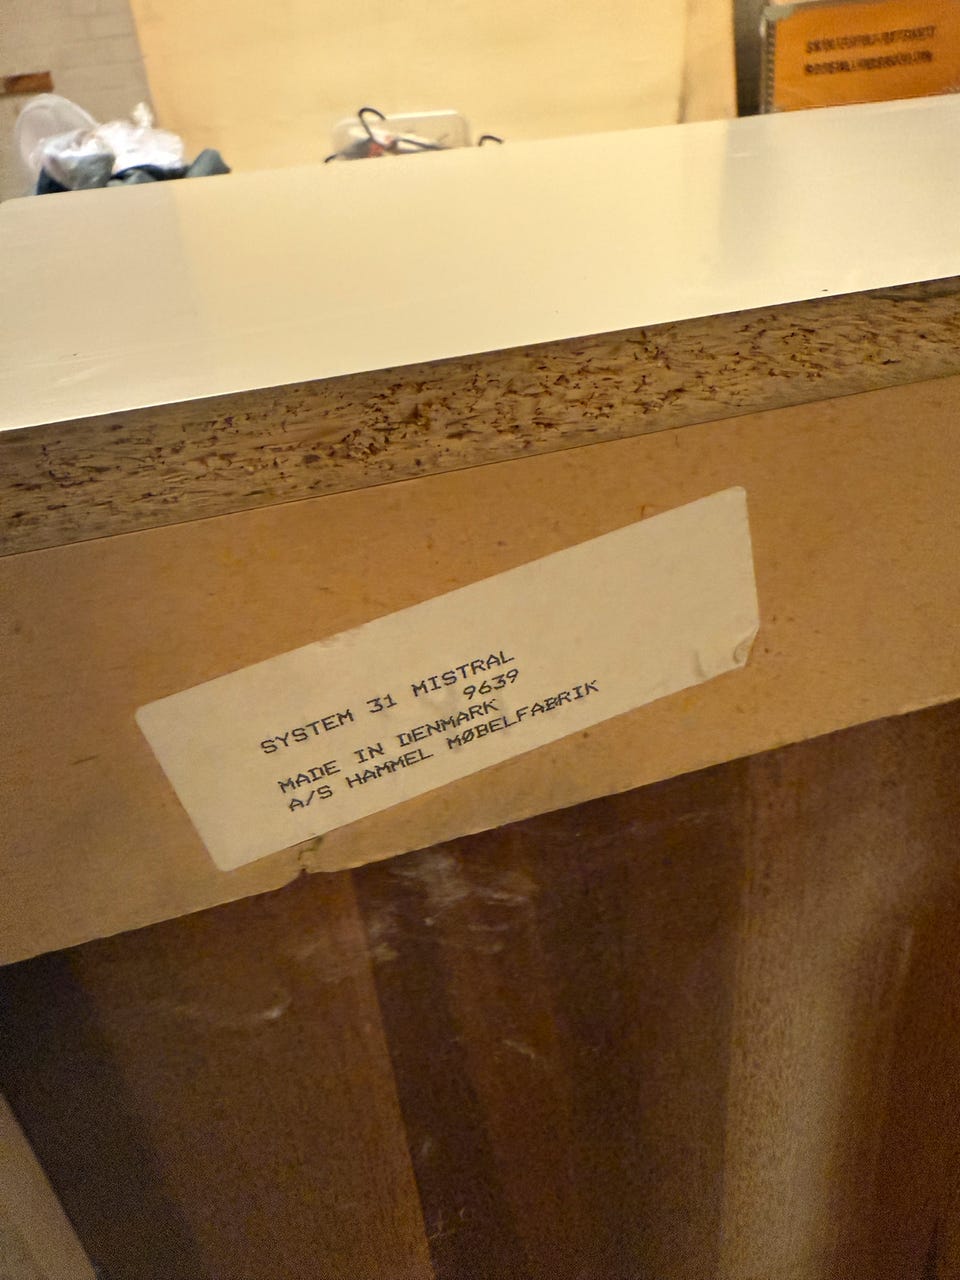 SYSTEM 31 MISTRAL
9639
MADE IN DENMARK
A/S HAMMEL MØBELFABRIK